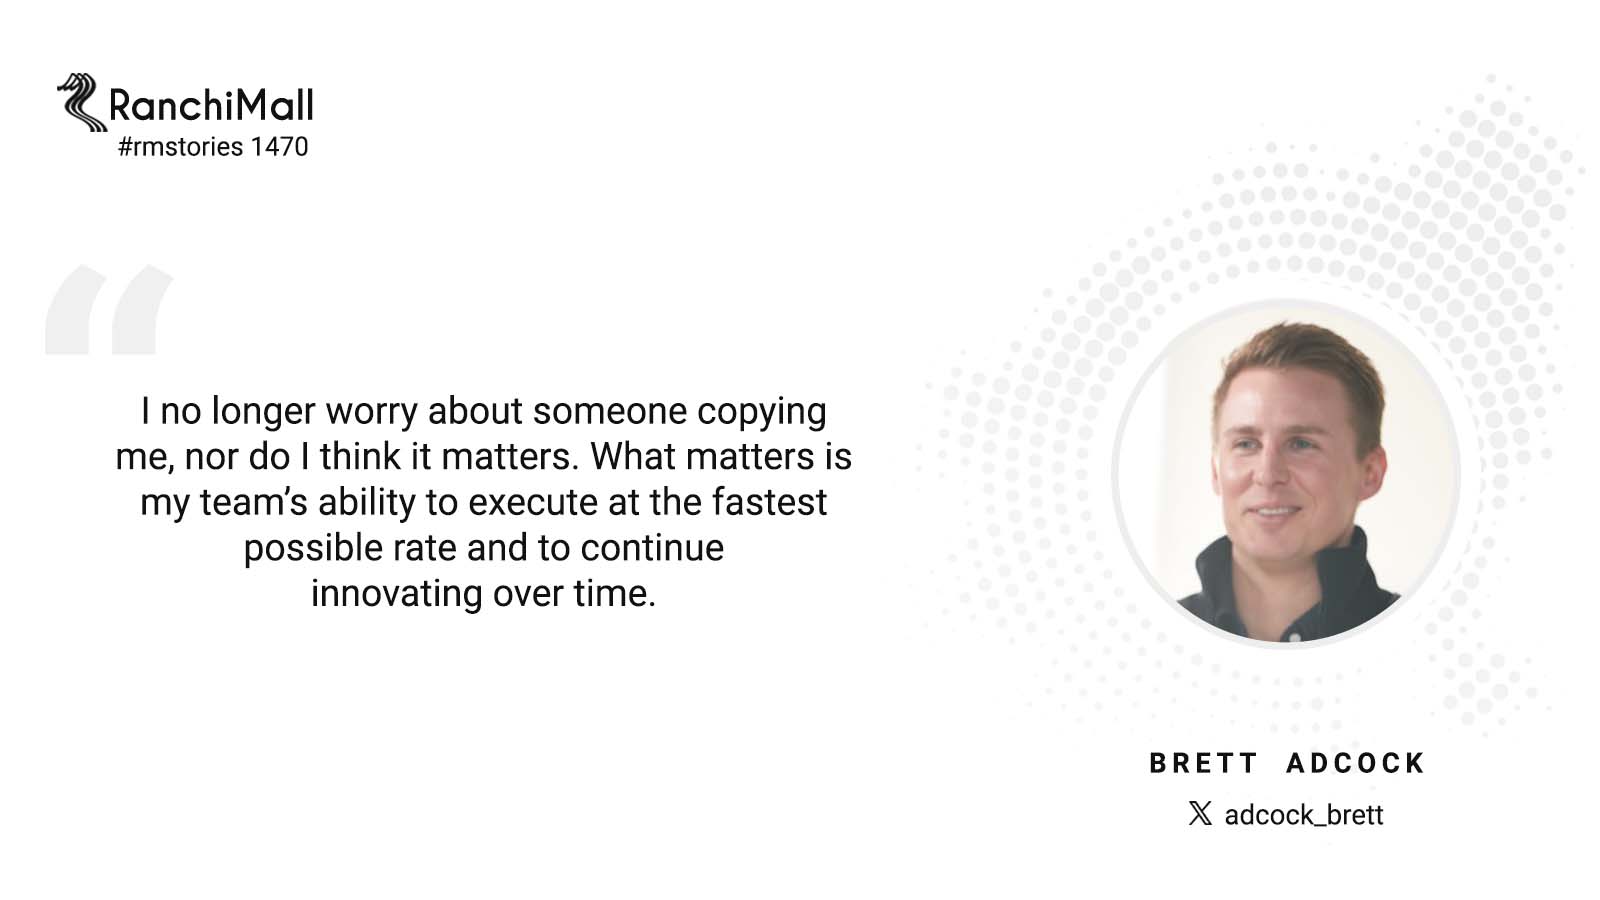 RanchiMall
#rmstories 1470
“
I no longer worry about someone copying
me, nor do I think it matters. What matters is
my team’s ability to execute at the fastest
possible rate and to continue
innovating over time.
BRETT ADCOCK
𝕏 adcock_brett